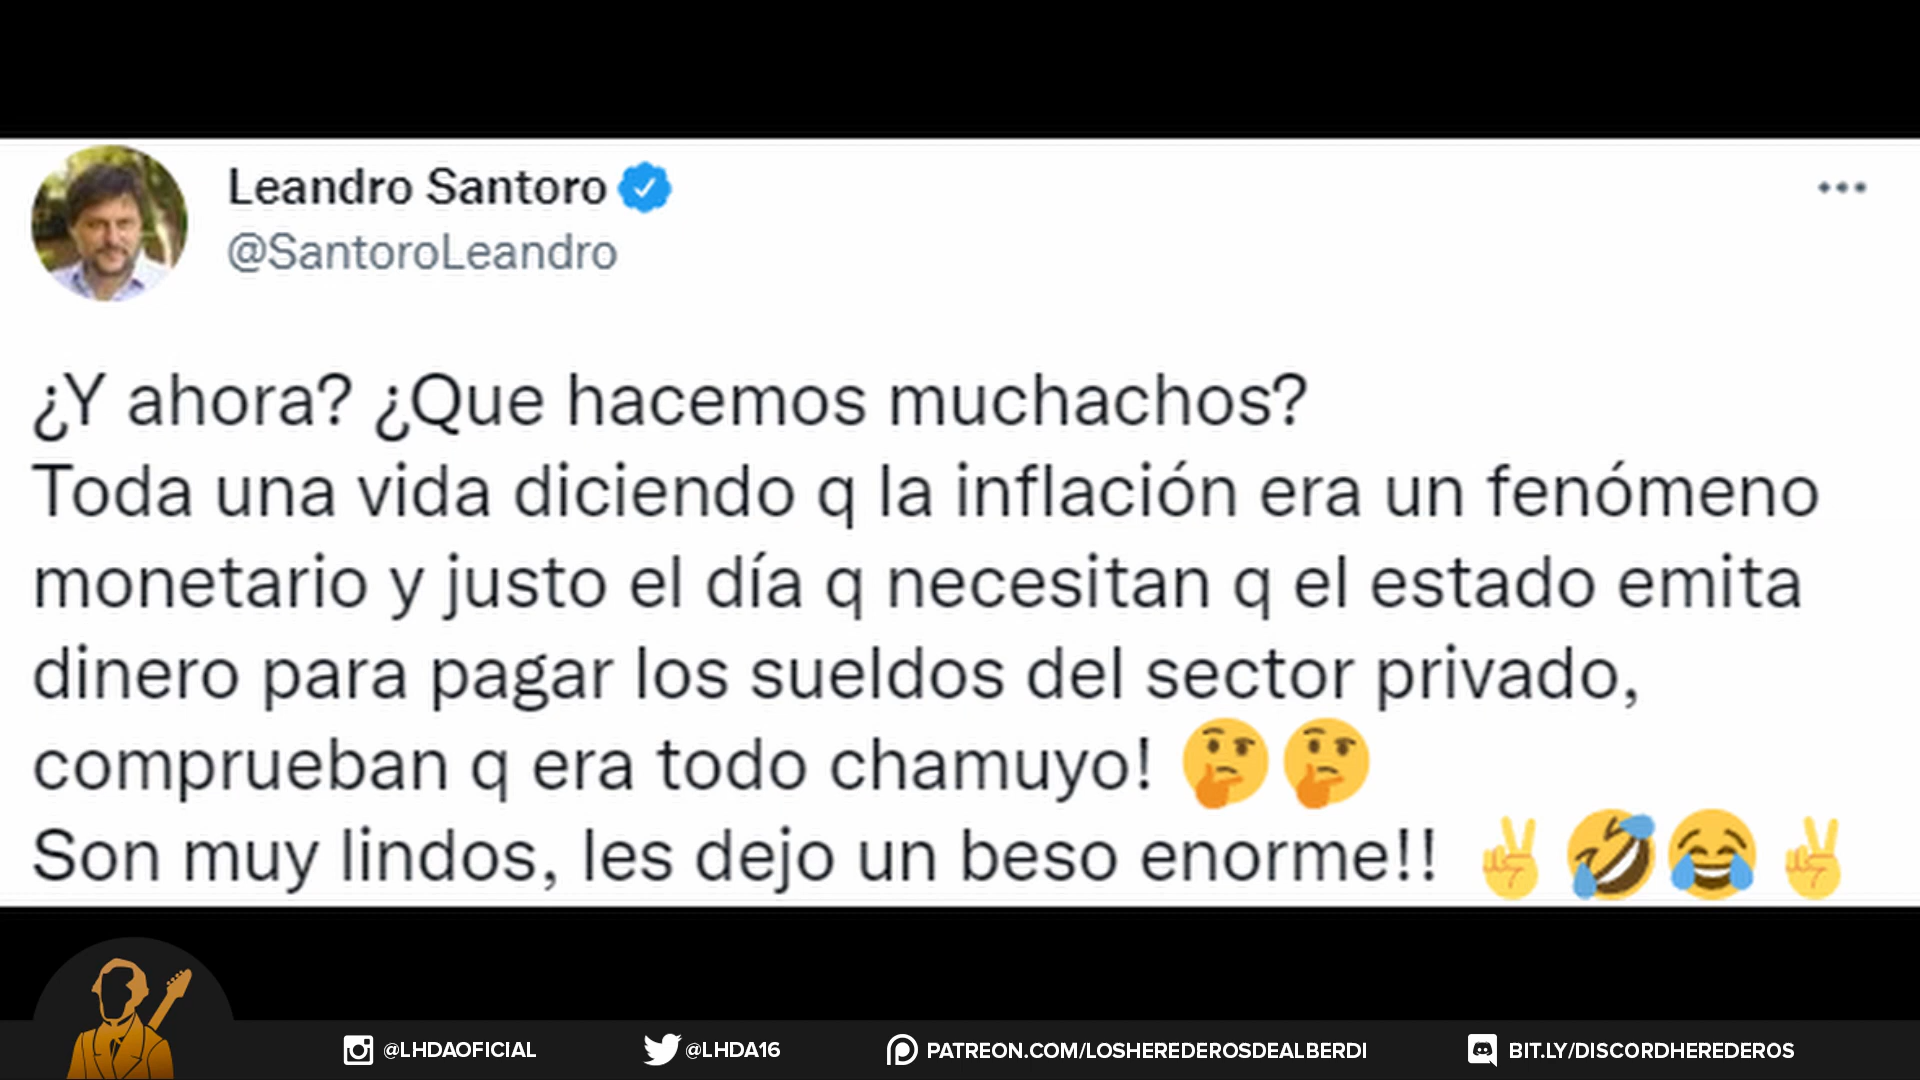 Leandro Santoro
@SantoroLeandro
¿Y ahora? ¿Que hacemos muchachos?
Toda una vida diciendo q la inflación era un fenómeno
monetario y justo el día q necesitan q el estado emita
dinero para pagar los sueldos del sector privado,
comprueban q era todo chamuyo! 🤔🤔
Son muy lindos, les dejo un beso enorme!! ✌🤣😂✌
@LHDAOFICIAL
@LHDA16
PATREON.COM/LOSHEREDEROSDEALBERDI
BIT.LY/DISCORDHEREDEROS